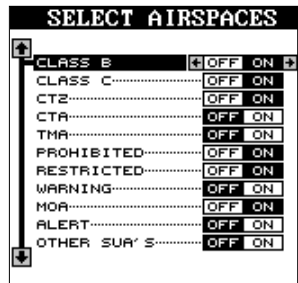 SELECT AIRSPACES
CLASS B OFF ON
CLASS C OFF ON
CTZ OFF ON
CTA OFF ON
TMA OFF ON
PROHIBITED OFF ON
RESTRICTED OFF ON
WARNING OFF ON
MOA OFF ON
ALERT OFF ON
OTHER SUA'S OFF ON